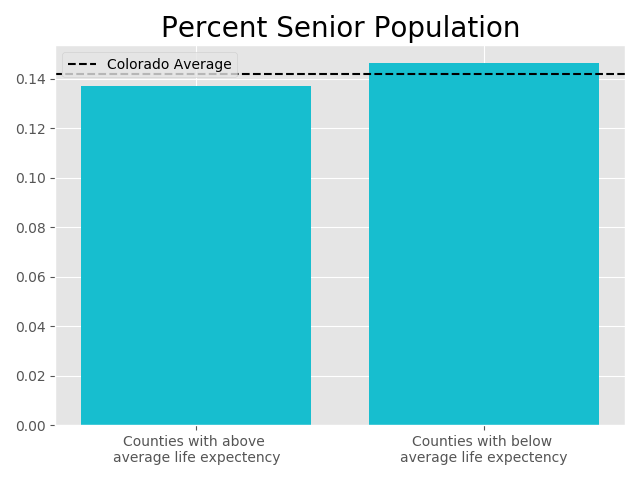 Percent Senior Population
Colorado Average
0.14
0.12
0.10
0.08
0.06
0.04
0.02
0.00
Counties with above
average life expectency
Counties with below
average life expectency